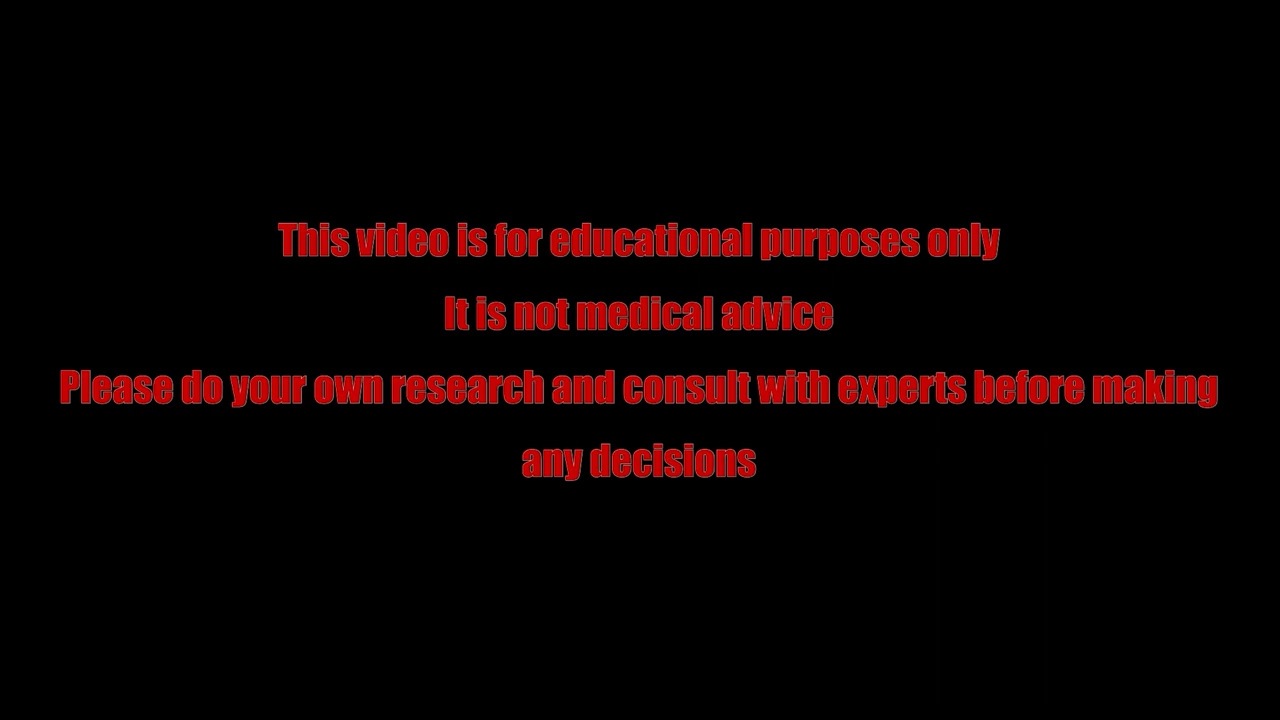 This video is for educational purposes only
It is not medical advice
Please do your own research and consult with experts before making
any decisions